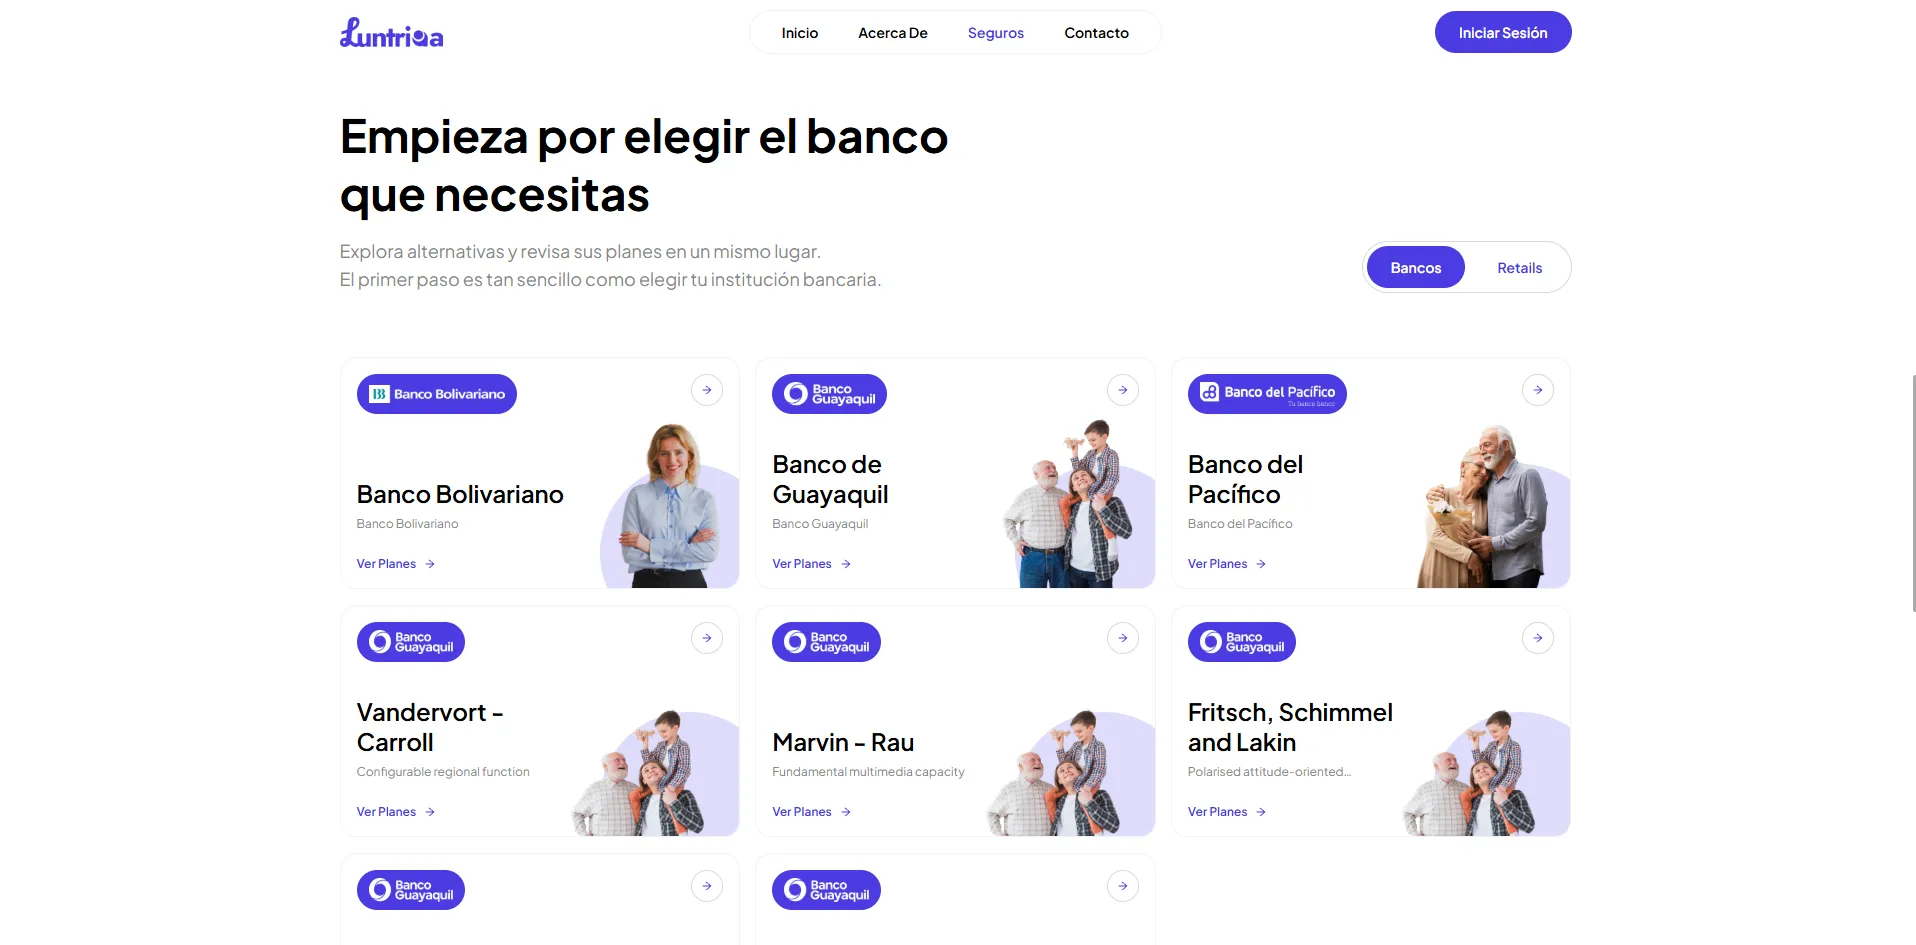 Luntriqa
Inicio
Acerca De
Seguros
Contacto
Iniciar Sesión
Empieza por elegir el banco
que necesitas
Explora alternativas y revisa sus planes en un mismo lugar.
El primer paso es tan sencillo como elegir tu institución bancaria.
Bancos
Retails
Banco Bolivariano
Banco Bolivariano
Banco Bolivariano
Ver Planes
Banco
Guayaquil
Banco de
Guayaquil
Banco Guayaquil
Ver Planes
Banco del Pacífico
Tu banco banco
Banco del
Pacífico
Banco del Pacífico
Ver Planes
Banco
Guayaquil
Vandervort -
Carroll
Configurable regional function
Ver Planes
Banco
Guayaquil
Marvin - Rau
Fundamental multimedia capacity
Ver Planes
Banco
Guayaquil
Fritsch, Schimmel
and Lakin
Polarised attitude-oriented...
Ver Planes
Banco
Guayaquil
Banco
Guayaquil